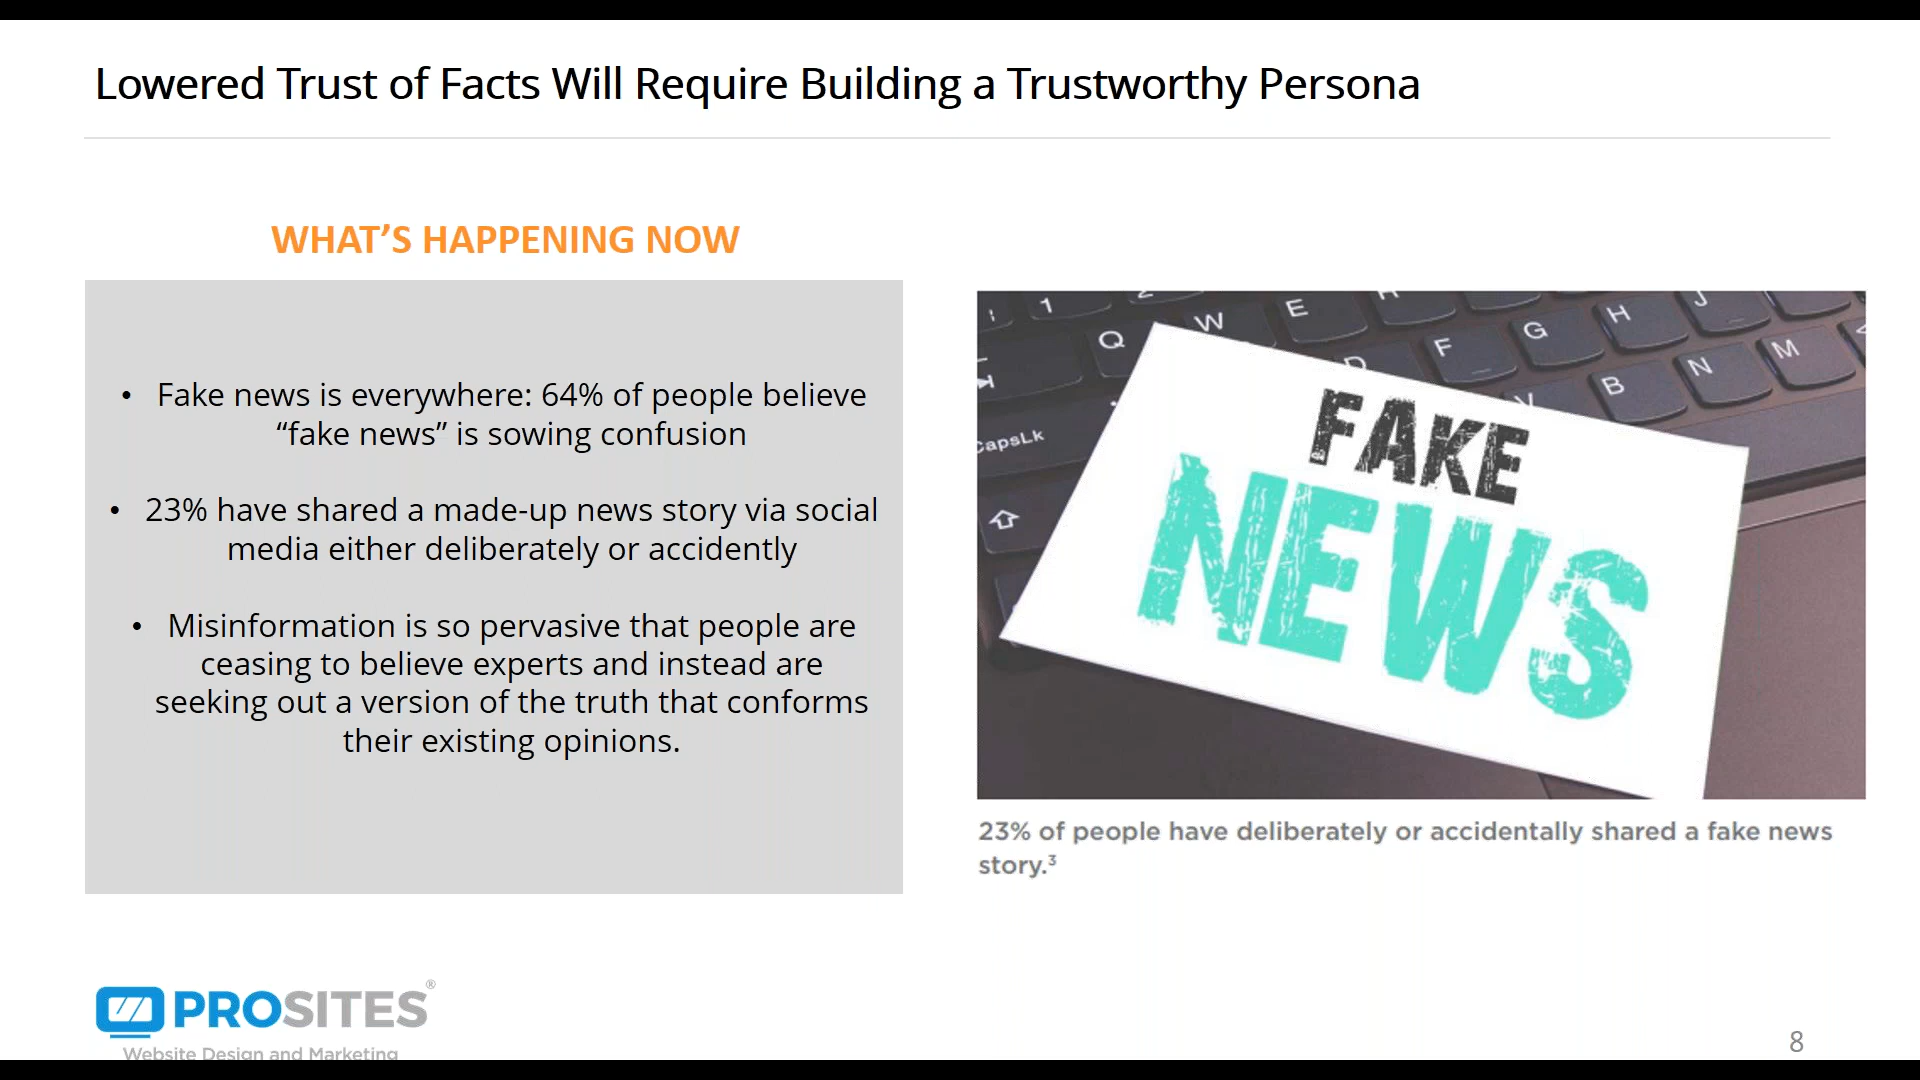 Lowered Trust of Facts Will Require Building a Trustworthy Persona
WHAT’S HAPPENING NOW
• Fake news is everywhere: 64% of people believe
“fake news” is sowing confusion
• 23% have shared a made-up news story via social
media either deliberately or accidently
• Misinformation is so pervasive that people are
ceasing to believe experts and instead are
seeking out a version of the truth that conforms
their existing opinions.
1
Q W E
F G H J
D
V B N M
CapsLk
FAKE
NEWS
23% of people have deliberately or accidentally shared a fake news
story.³
PROSITES®
Website Design and Marketing
8